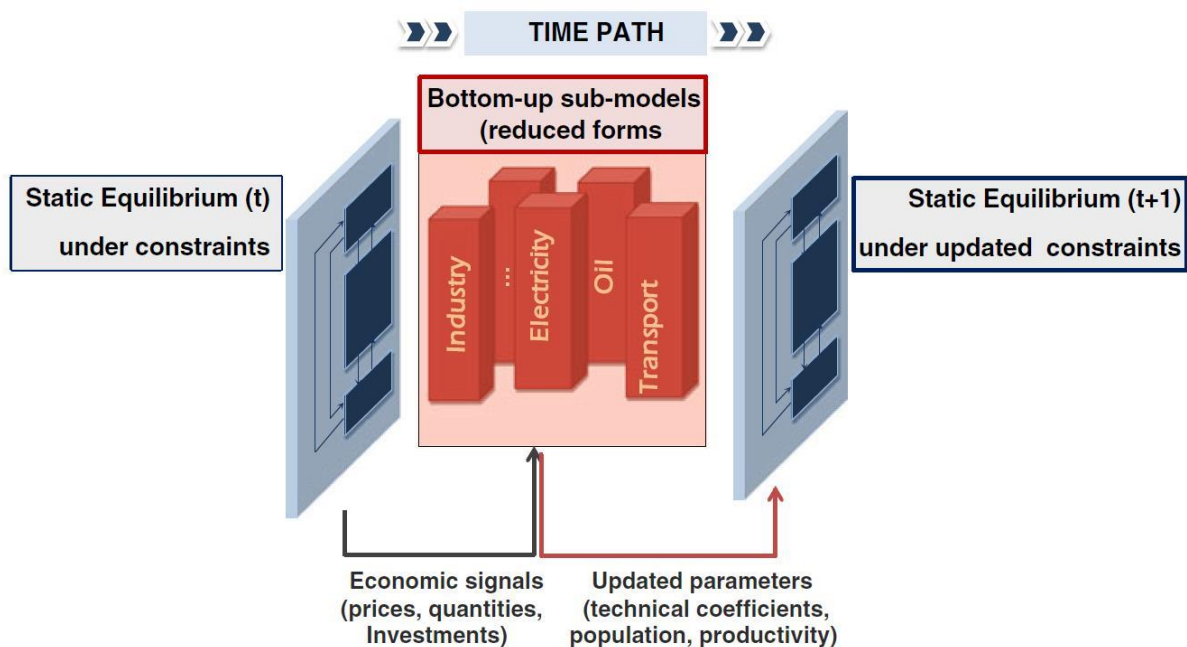 TIME PATH
Bottom-up sub-models
(reduced forms
Static Equilibrium (t)
under constraints
Industry
...
Electricity
Oil
Transport
Static Equilibrium (t+1)
under updated constraints
Economic signals
(prices, quantities,
Investments)
Updated parameters
(technical coefficients,
population, productivity)